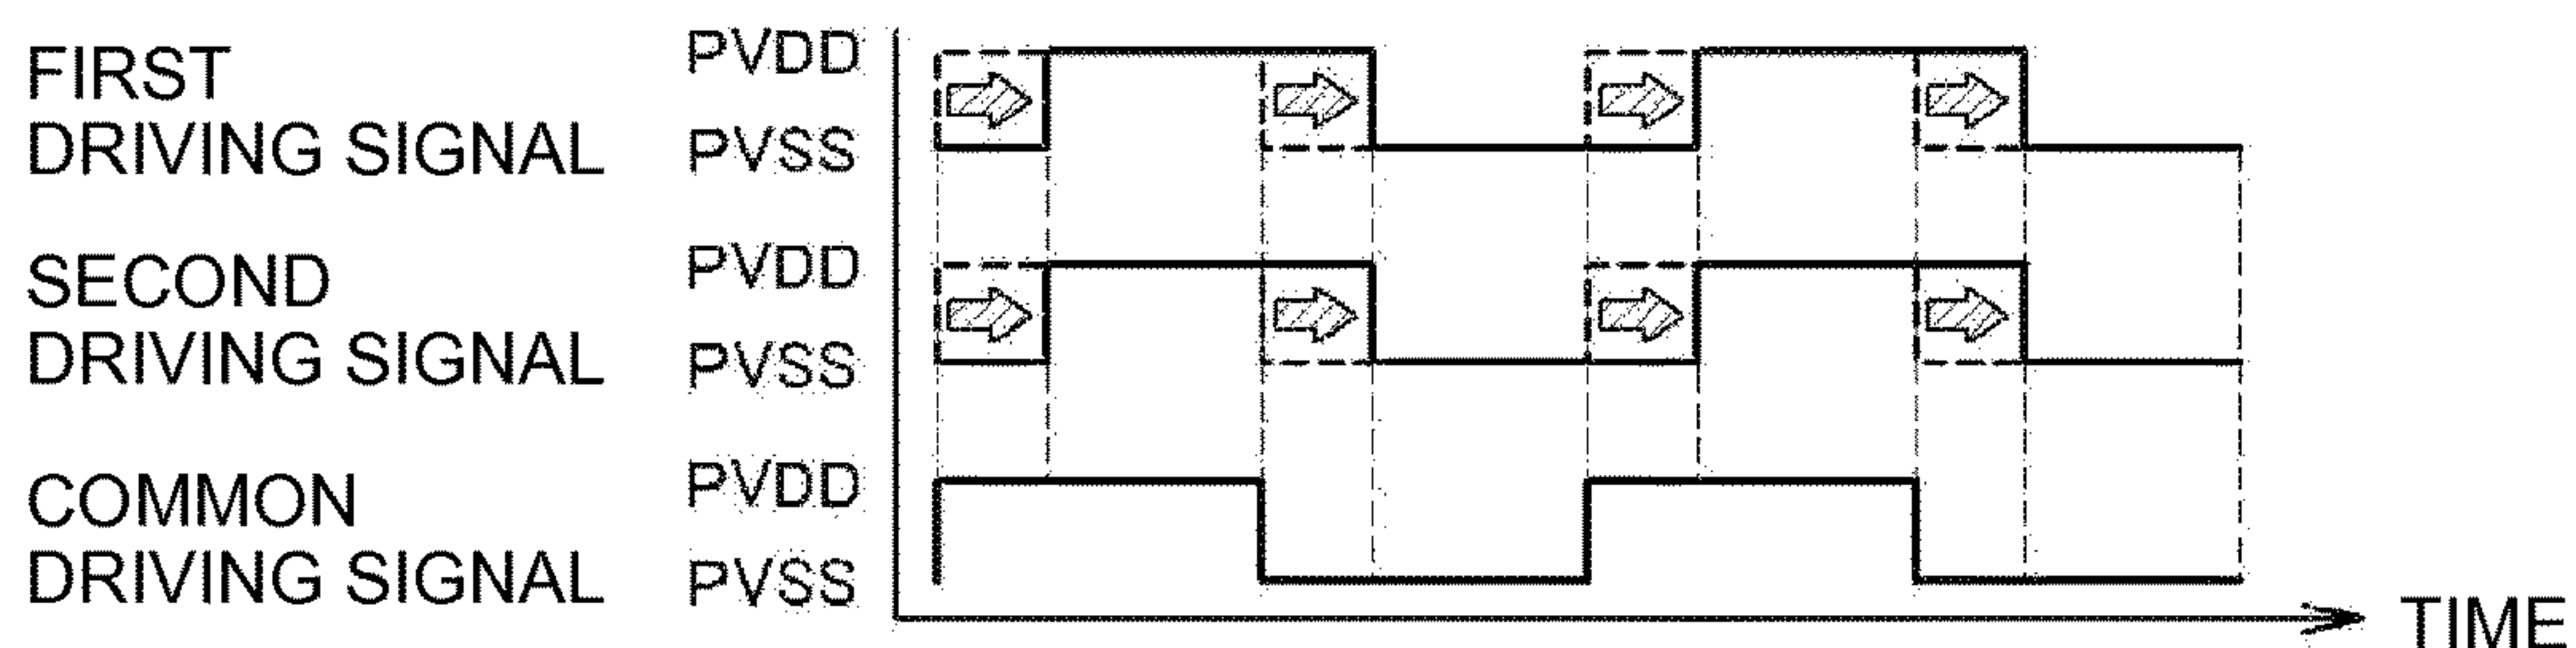 FIRST
DRIVING SIGNAL
PVDD
PVSS
SECOND
DRIVING SIGNAL
PVDD
PVSS
COMMON
DRIVING SIGNAL
PVDD
PVSS
TIME